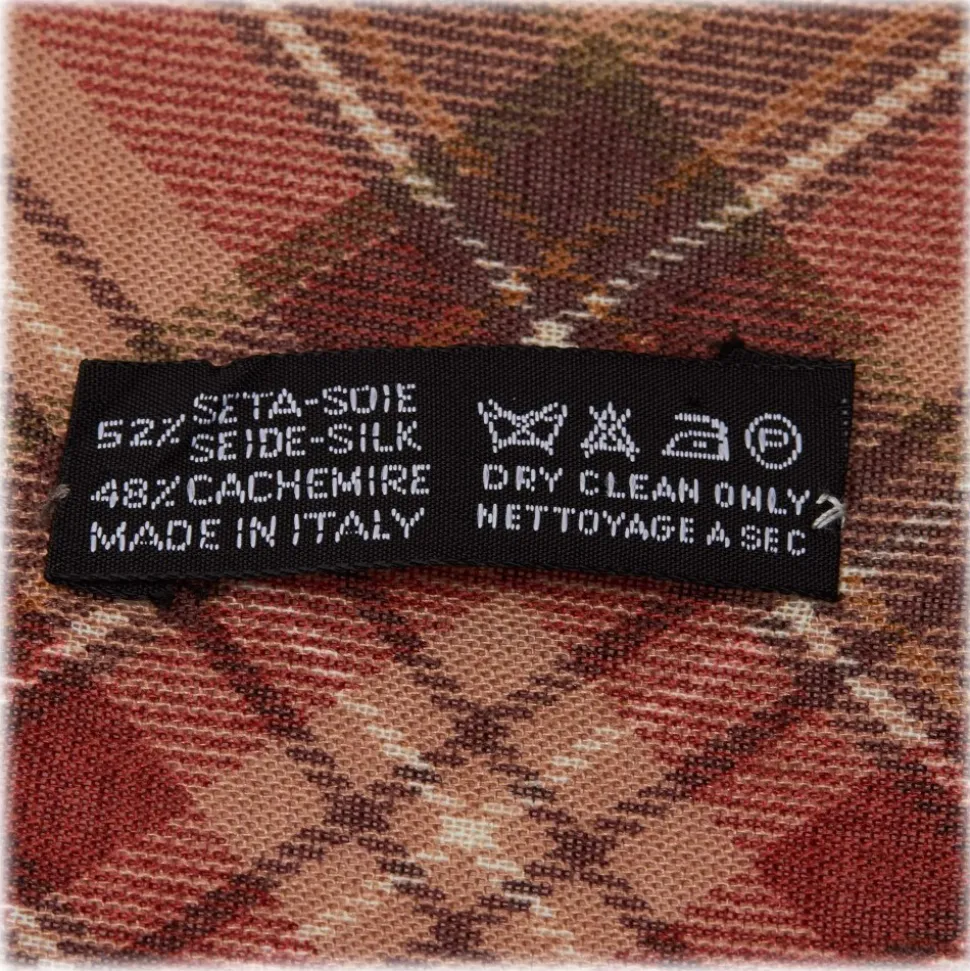 52% SETA-SOIE
SEIDE-SILK
48% CACHEMIRE
MADE IN ITALY
P
DRY CLEAN ONLY
NETTOYAGE A SEC